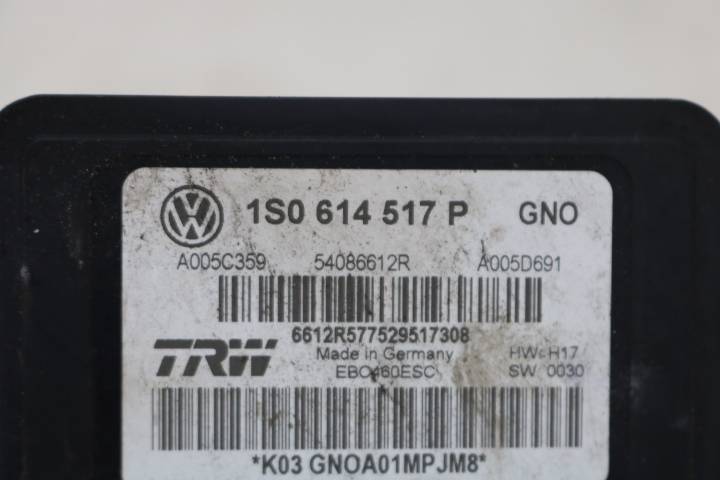 1S0 614 517 P GNO
A005C359 54086612R A005D691
6612R577529517308
TRW Made in Germany HW: H17
EBC460ESC SW 0030
*K03 GNOA01MPJM8*